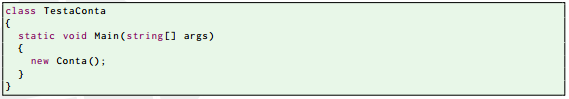 class TestaConta
{
static void Main(string[] args)
{
new Conta();
}
}